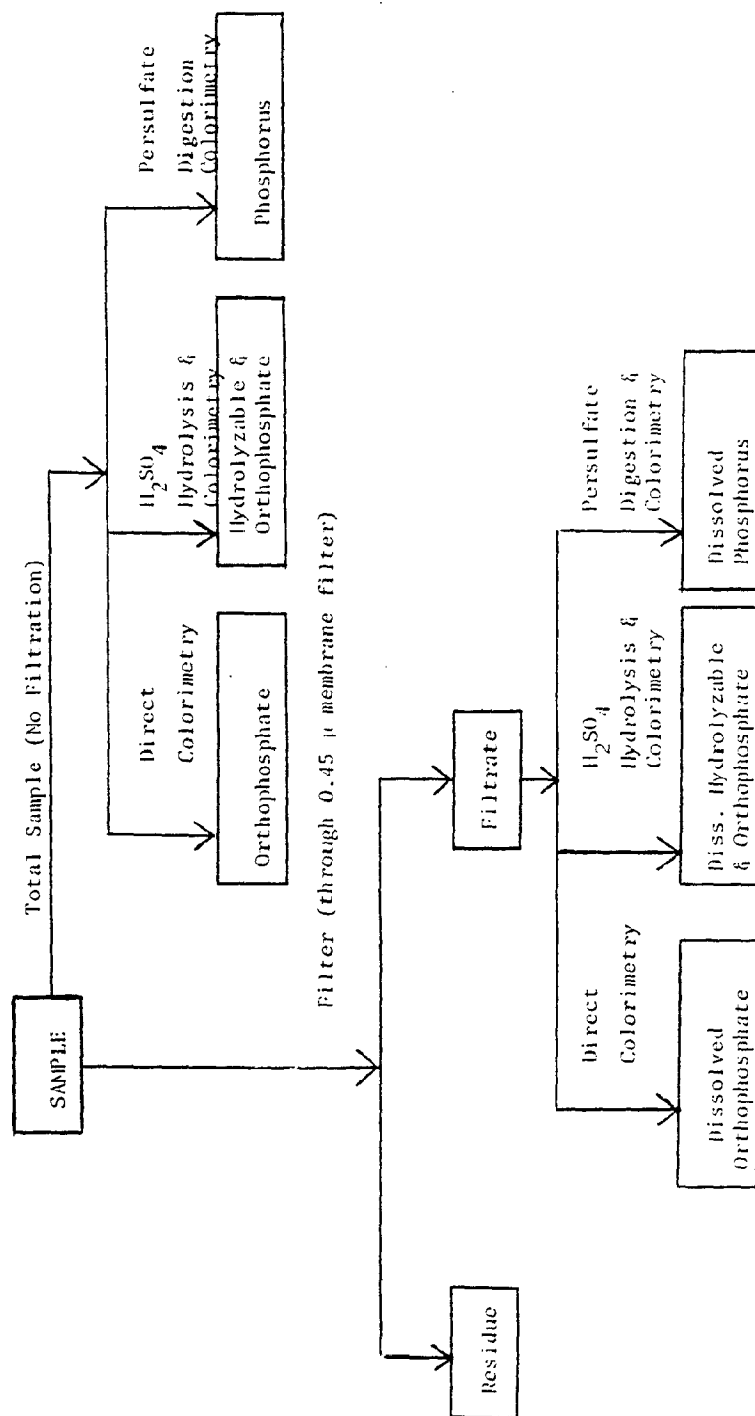 Total Sample (No Filtration)
SAMPLE
Direct
Colorimetry
H₂SO₄
Hydrolysis &
Colorimetry
Persulfate
Digestion
Colorimetry
Orthophosphate
Hydrolyzable &
Orthophosphate
Phosphorus
Filter (through 0.45 μ membrane filter)
Residue
Filtrate
Direct
Colorimetry
H₂SO₄
Hydrolysis &
Colorimetry
Persulfate
Digestion &
Colorimetry
Dissolved
Orthophosphate
Diss. Hydrolyzable
& Orthophosphate
Dissolved
Phosphorus